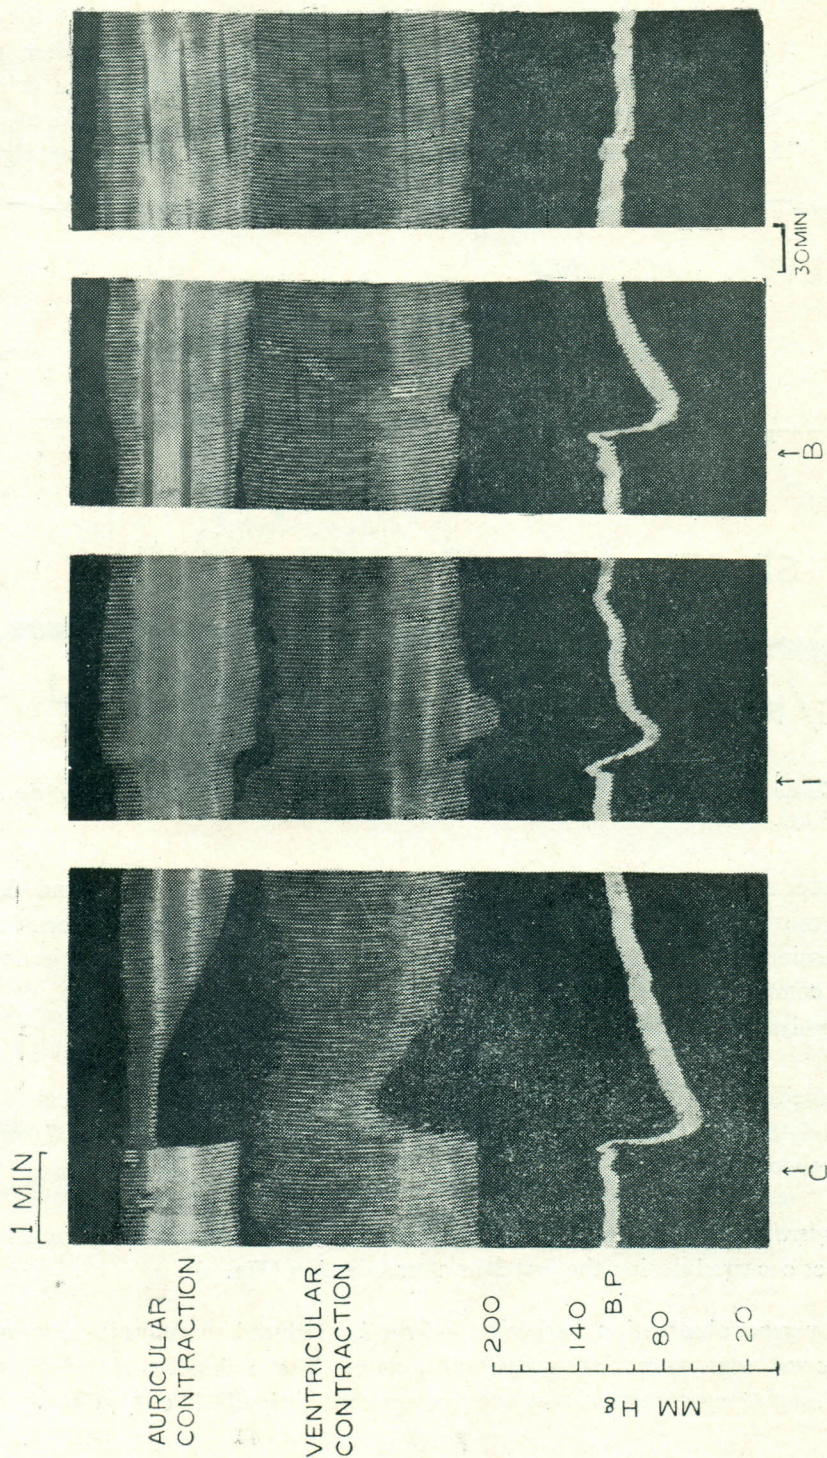 1 MIN
AURICULAR
CONTRACTION
VENTRICULAR
CONTRACTION
200
140
B.P
80
20
MM Hg
C
I
B
30MIN